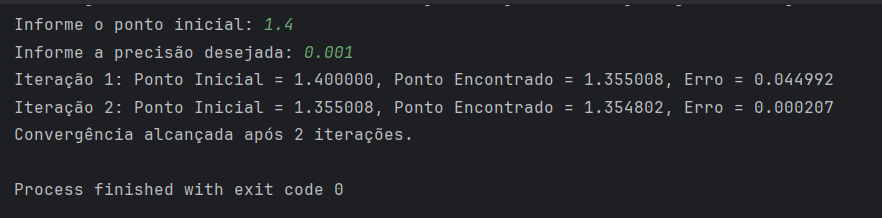 Informe o ponto inicial: 1.4
Informe a precisão desejada: 0.001
Iteração 1: Ponto Inicial = 1.400000, Ponto Encontrado = 1.355008, Erro = 0.044992
Iteração 2: Ponto Inicial = 1.355008, Ponto Encontrado = 1.354802, Erro = 0.000207
Convergência alcançada após 2 iterações.
Process finished with exit code 0